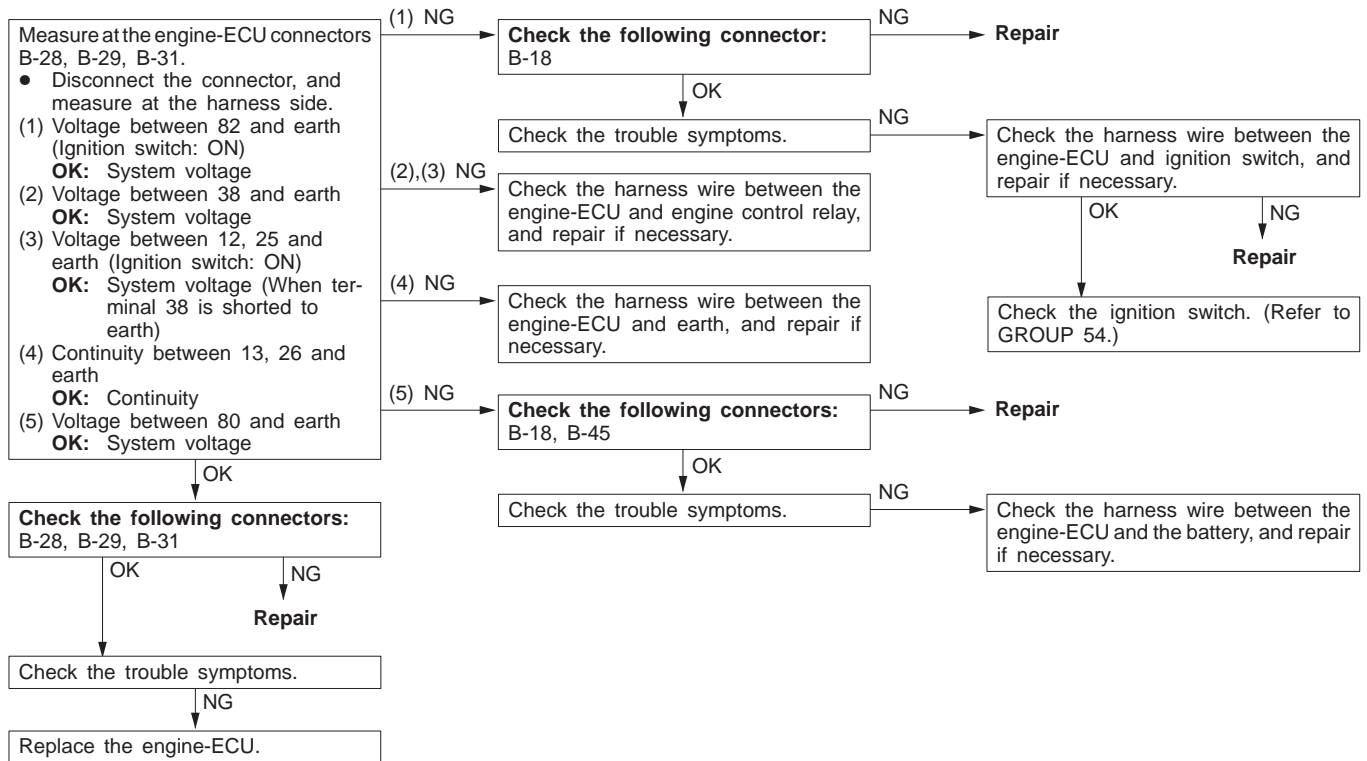 Measure at the engine-ECU connectors
B-28, B-29, B-31.
● Disconnect the connector, and
measure at the harness side.
(1) Voltage between 82 and earth
(Ignition switch: ON)
OK: System voltage
(2) Voltage between 38 and earth
OK: System voltage
(3) Voltage between 12, 25 and
earth (Ignition switch: ON)
OK: System voltage (When ter-
minal 38 is shorted to
earth)
(4) Continuity between 13, 26 and
earth
OK: Continuity
(5) Voltage between 80 and earth
OK: System voltage
(1) NG
Check the following connector:
B-18
NG
Repair
OK
Check the trouble symptoms.
NG
Check the harness wire between the
engine-ECU and ignition switch, and
repair if necessary.
OK
NG
Repair
Check the ignition switch. (Refer to
GROUP 54.)
(2),(3) NG
Check the harness wire between the
engine-ECU and engine control relay,
and repair if necessary.
(4) NG
Check the harness wire between the
engine-ECU and earth, and repair if
necessary.
(5) NG
Check the following connectors:
B-18, B-45
NG
Repair
OK
Check the trouble symptoms.
NG
Check the harness wire between the
engine-ECU and the battery, and repair
if necessary.
OK
Check the following connectors:
B-28, B-29, B-31
OK
NG
Repair
Check the trouble symptoms.
NG
Replace the engine-ECU.